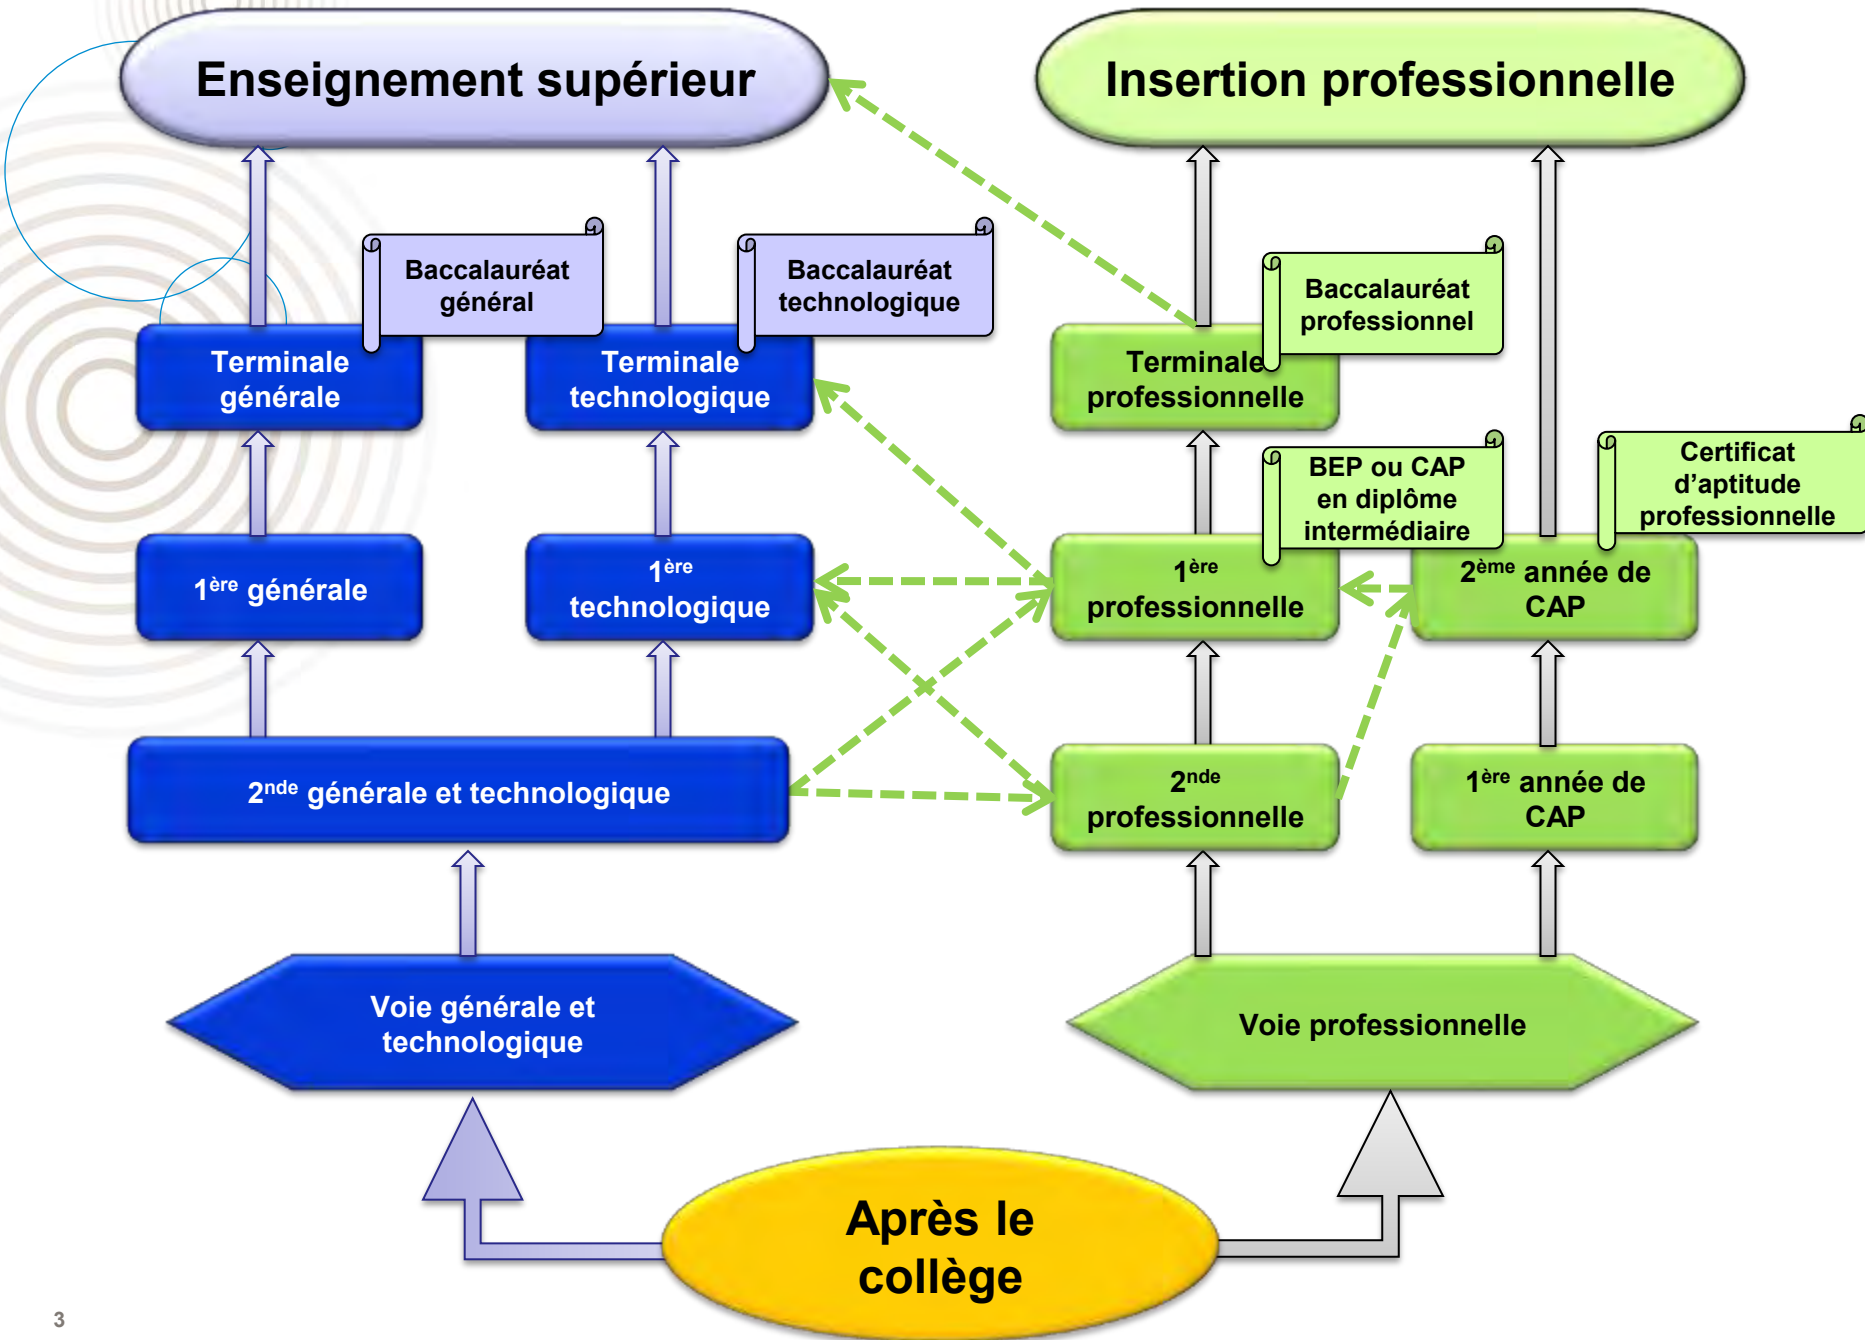 Enseignement supérieur
Insertion professionnelle
Baccalauréat
général
Baccalauréat
technologique
Baccalauréat
professionnel
Terminale
générale
Terminale
technologique
Terminale
professionnelle
BEP ou CAP
en diplôme
intermédiaire
Certificat
d’aptitude
professionnelle
1ère générale
1ère
technologique
1ère
professionnelle
2ème année de
CAP
2nde générale et technologique
2nde
professionnelle
1ère année de
CAP
Voie générale et
technologique
Voie professionnelle
Après le
collège
3